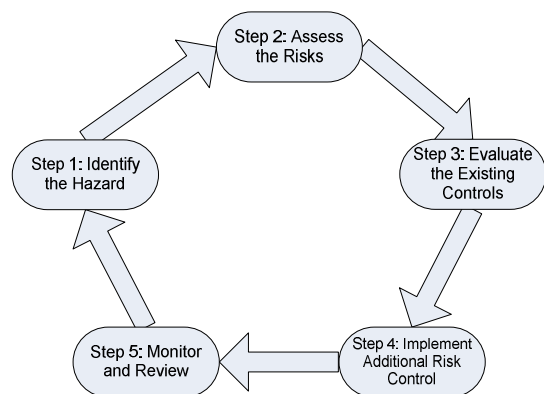 Step 1: Identify
the Hazard
Step 2: Assess
the Risks
Step 3: Evaluate
the Existing
Controls
Step 4: Implement
Additional Risk
Control
Step 5: Monitor
and Review